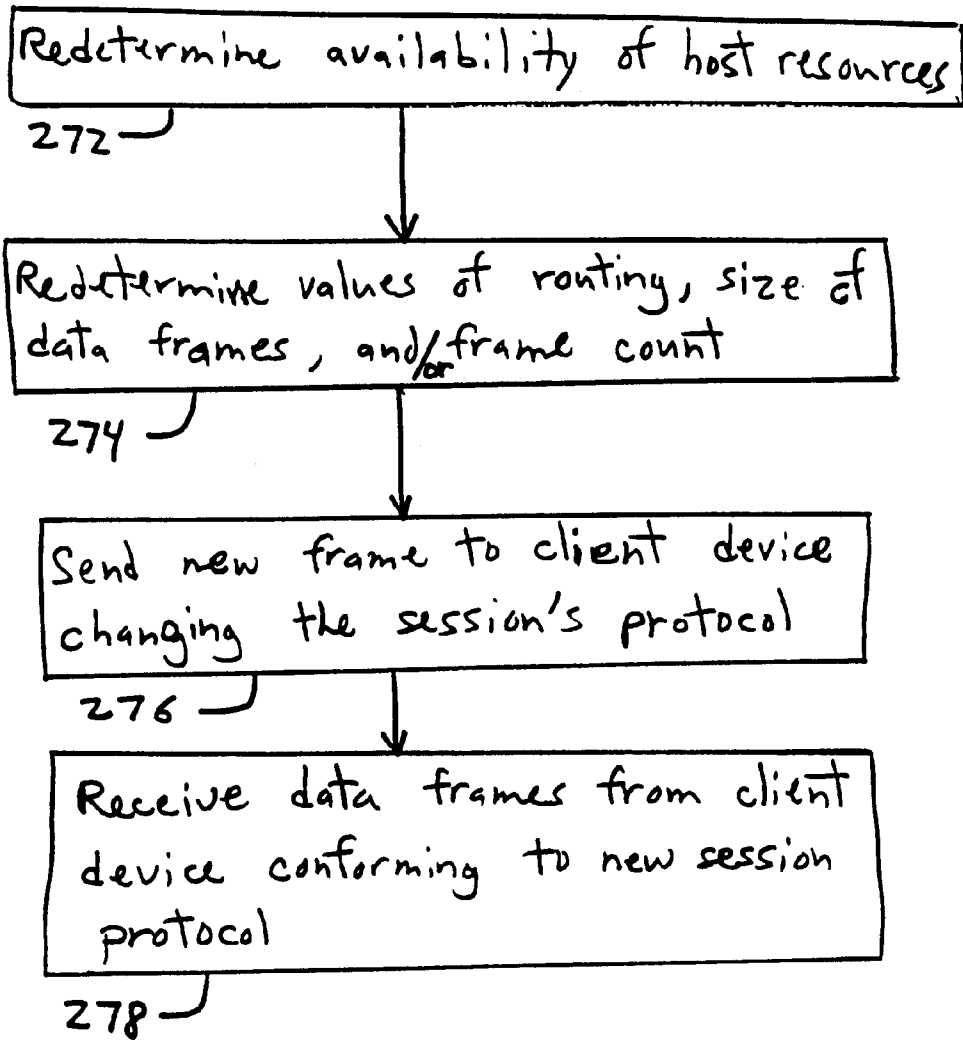 Redetermine availability of host resources
272
Redetermine values of routing, size of
data frames, and/or frame count
274
Send new frame to client device
changing the session's protocol
276
Receive data frames from client
device conforming to new session
protocol
278